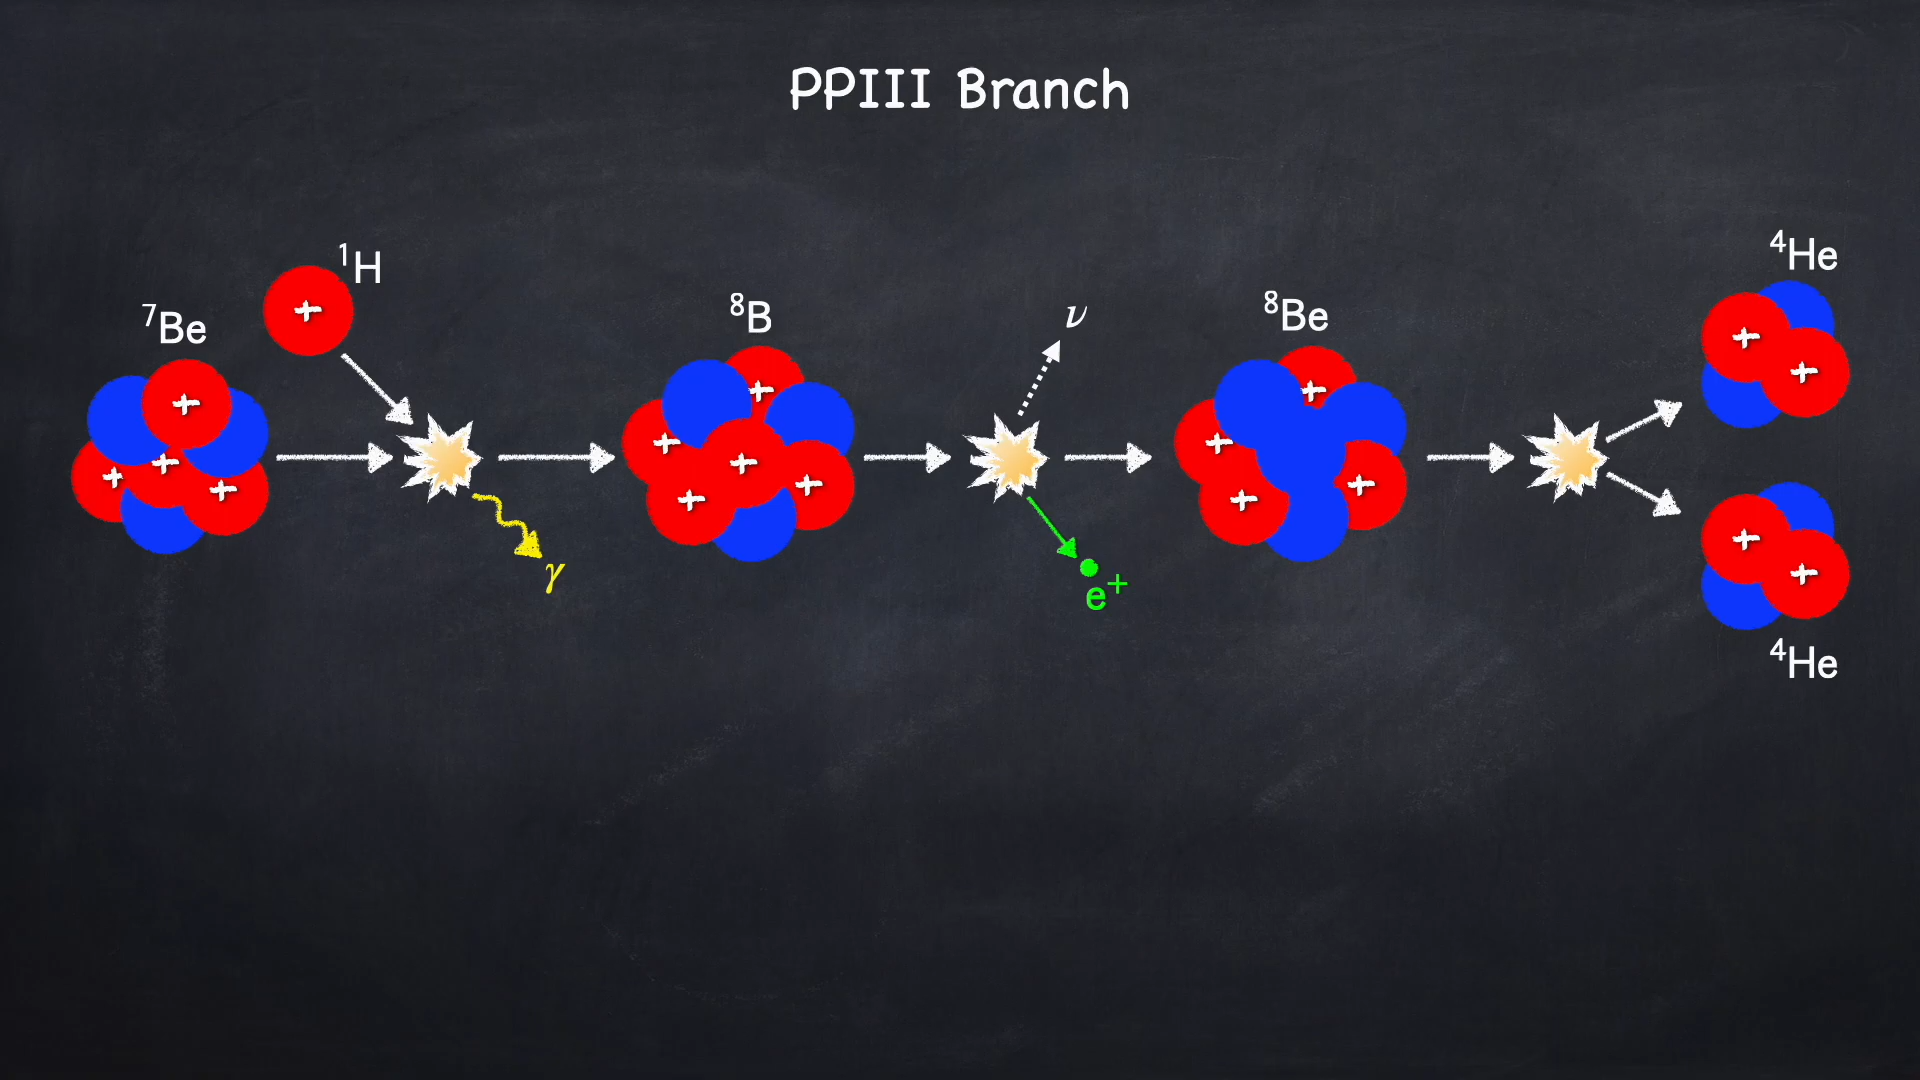 PPIII Branch
⁷Be
¹H
γ
⁸B
ν
e⁺
⁸Be
⁴He
⁴He